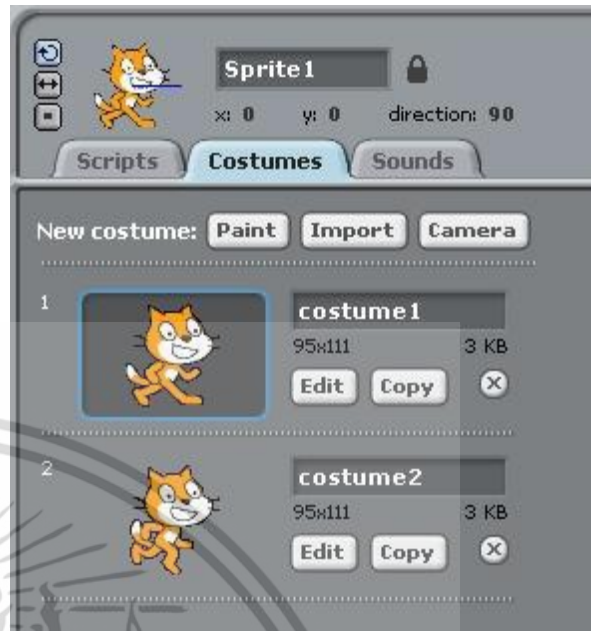 Sprite1
x: 0 y: 0 direction: 90
Scripts Costumes Sounds
New costume: Paint Import Camera
1
costume1
95x111 3 KB
Edit Copy
2
costume2
95x111 3 KB
Edit Copy